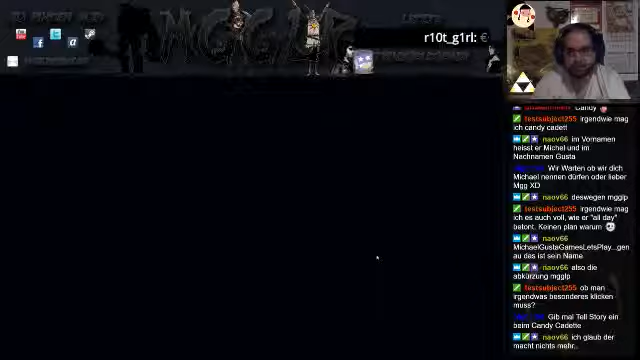 r10t_g1rl: €
Candy
testsubject255 irgendwie mag
ich candy cadett
naov66 im Vornamen
heisst er Michel und im
Nachnamen Gusta
Wir Warten ob wir dich
Michael nennen dürfen oder lieber
Mgg XD
naov66 deswegen mgglp
testsubject255 irgendwie mag
ich es auch voll, wie er "all day"
betont. Keinen plan warum
naov66
MichaelGustaGamesLetsPlay...gen
au das ist sein Name
naov66 also die
abkürzung mgglp
testsubject255 ob man
irgendwas besonderes klicken
muss?
Gib mal Tell Story ein
beim Candy Cadette
naov66 ich glaub der
macht nichts mehr..